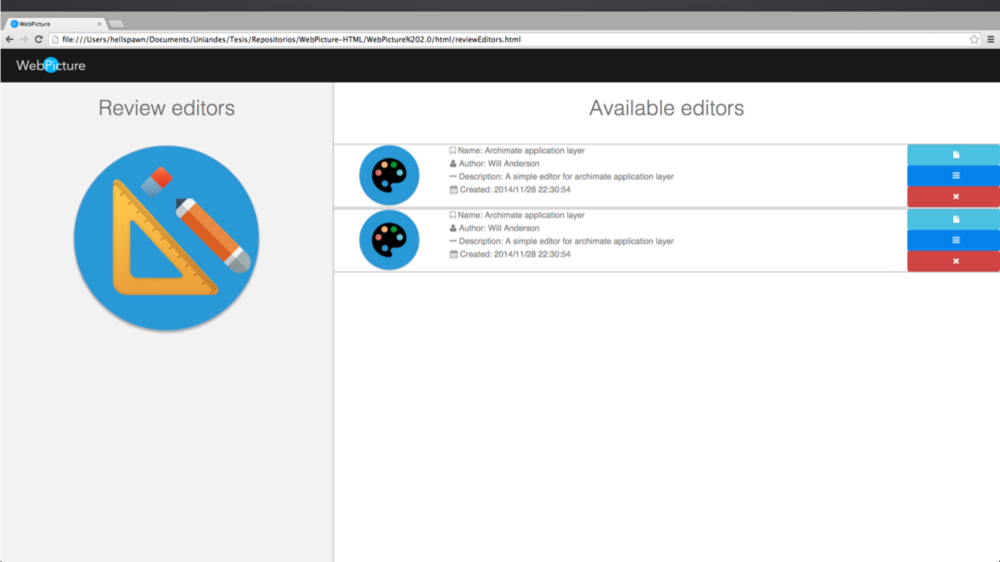 WebPicture
file:///Users/hellspawn/Documents/Uniandes/Tesis/Repositorios/WebPicture-HTML/WebPicture%202.0/html/reviewEditors.html
WebPicture
Review editors
Available editors
Name: Archimate application layer
Author: Will Anderson
Description: A simple editor for archimate application layer
Created: 2014/11/28 22:30:54
Name: Archimate application layer
Author: Will Anderson
Description: A simple editor for archimate application layer
Created: 2014/11/28 22:30:54